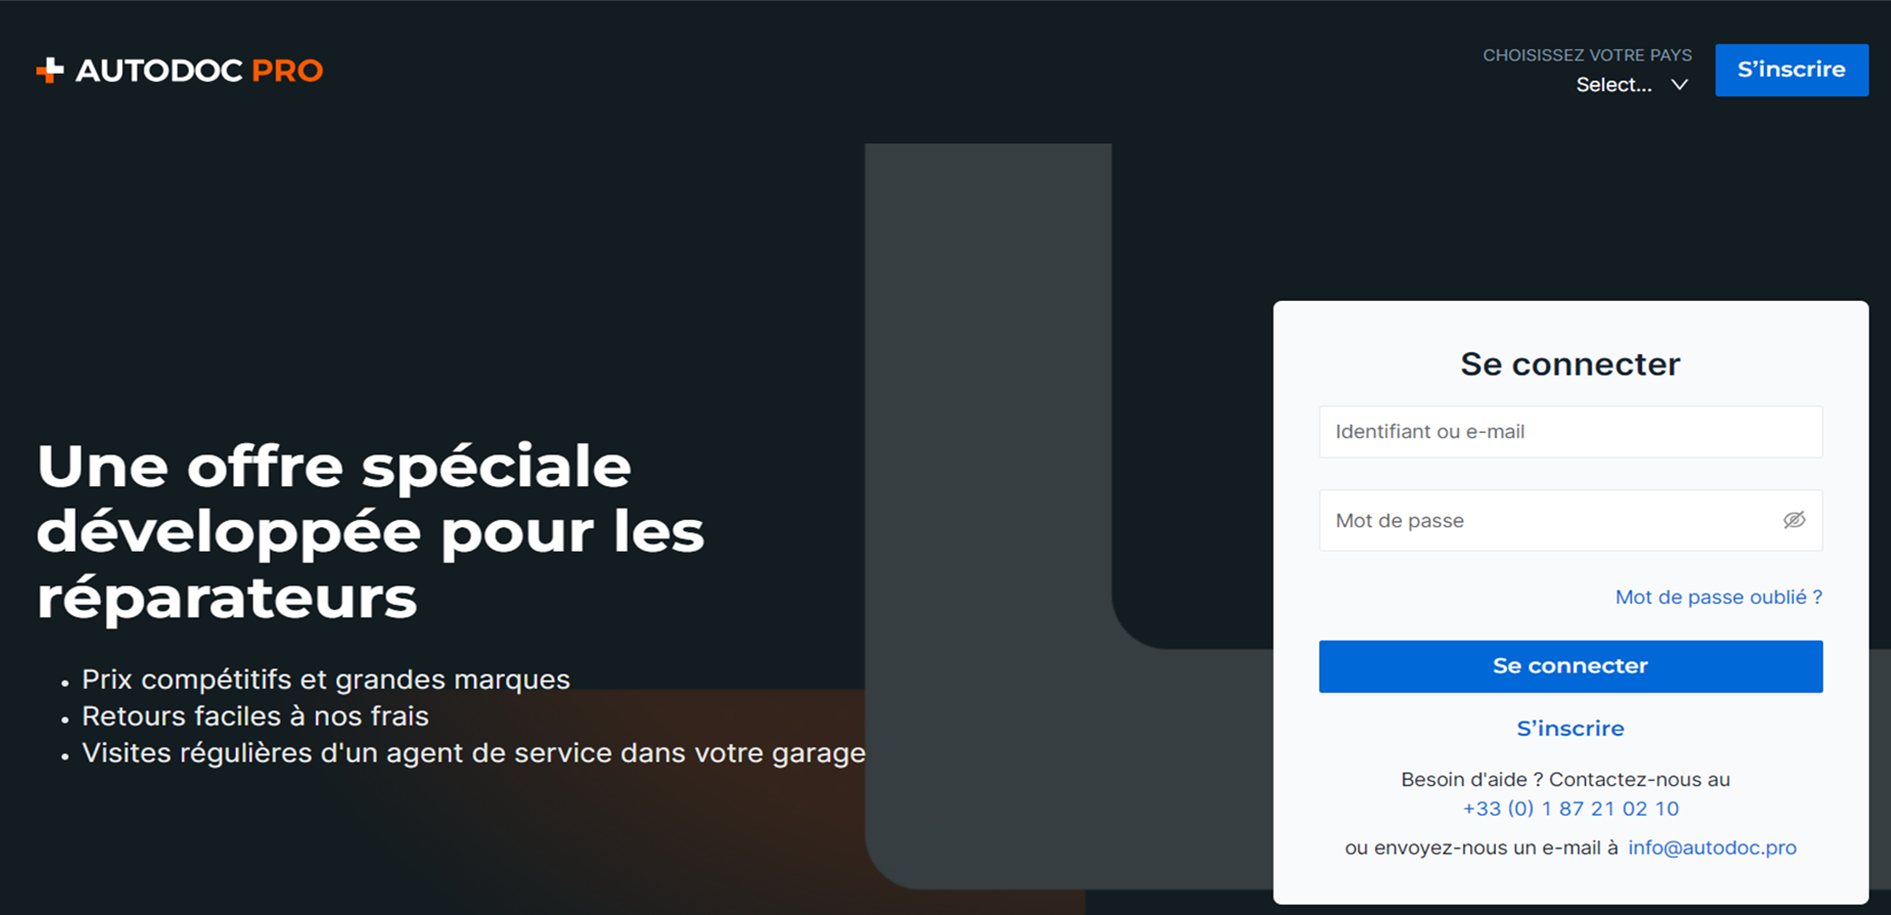 AUTODOC PRO
CHOISISSEZ VOTRE PAYS
Select...
S’inscrire
Une offre spéciale
développée pour les
réparateurs
• Prix compétitifs et grandes marques
• Retours faciles à nos frais
• Visites régulières d'un agent de service dans votre garage
Se connecter
Identifiant ou e-mail
Mot de passe
Mot de passe oublié ?
Se connecter
S’inscrire
Besoin d'aide ? Contactez-nous au
+33 (0) 1 87 21 02 10
ou envoyez-nous un e-mail à info@autodoc.pro